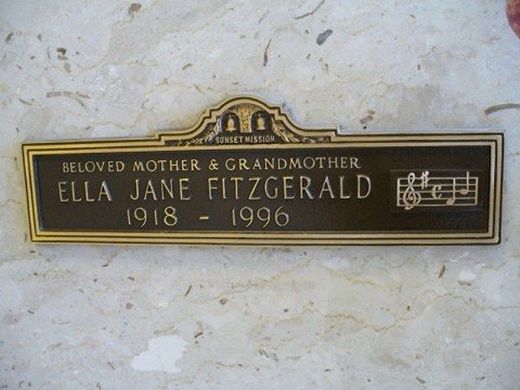 SUNSET MISSION
BELOVED MOTHER & GRANDMOTHER
ELLA JANE FITZGERALD
1918 - 1996